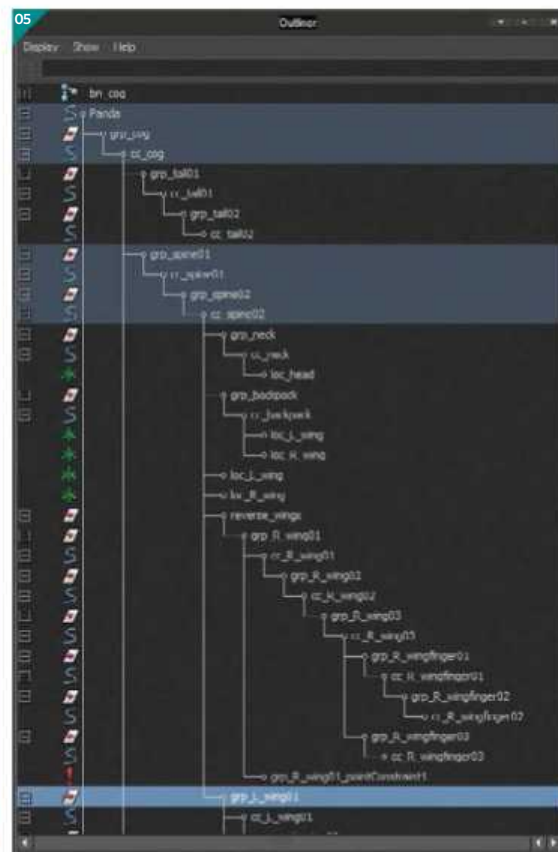 05
Outliner
Display Show Help
bn_cog
Panda
grp_cog
cc_cog
grp_tail01
cc_tail01
grp_tail02
cc_tail02
grp_spine01
cc_spine01
grp_spine02
cc_spine02
grp_neck
cc_neck
loc_head
grp_backpack
cc_backpack
loc_L_wing
loc_R_wing
loc_L_wing
loc_R_wing
reverse_wings
grp_R_wing01
cc_R_wing01
grp_R_wing02
cc_R_wing02
grp_R_wing03
cc_R_wing03
grp_R_wingfinger01
cc_R_wingfinger01
grp_R_wingfinger02
cc_R_wingfinger02
grp_R_wingfinger03
cc_R_wingfinger03
grp_R_wing01_pointConstraint1
grp_L_wing01
cc_L_wing01